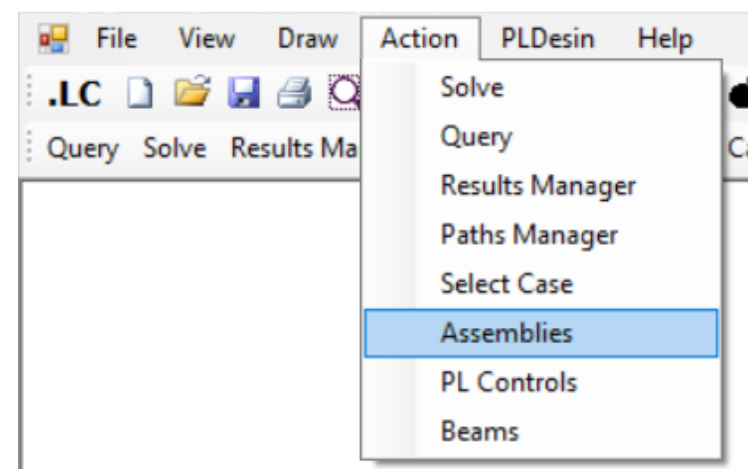 File View Draw Action PLDesin Help
.LC
Query Solve Results Ma
Solve
Query
Results Manager
Paths Manager
Select Case
Assemblies
PL Controls
Beams